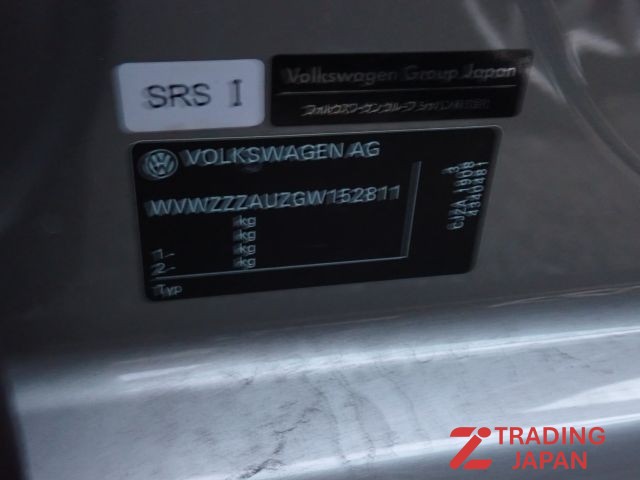 SRS I
Volkswagen Group Japan
フォルクスワーゲン グループ ジャパン 株式会社
VOLKSWAGEN AG
WVWZZZAUZGW152811
kg
kg
1- kg
2- kg
Typ
3
CJZA 1908
4340481
TRADING
JAPAN